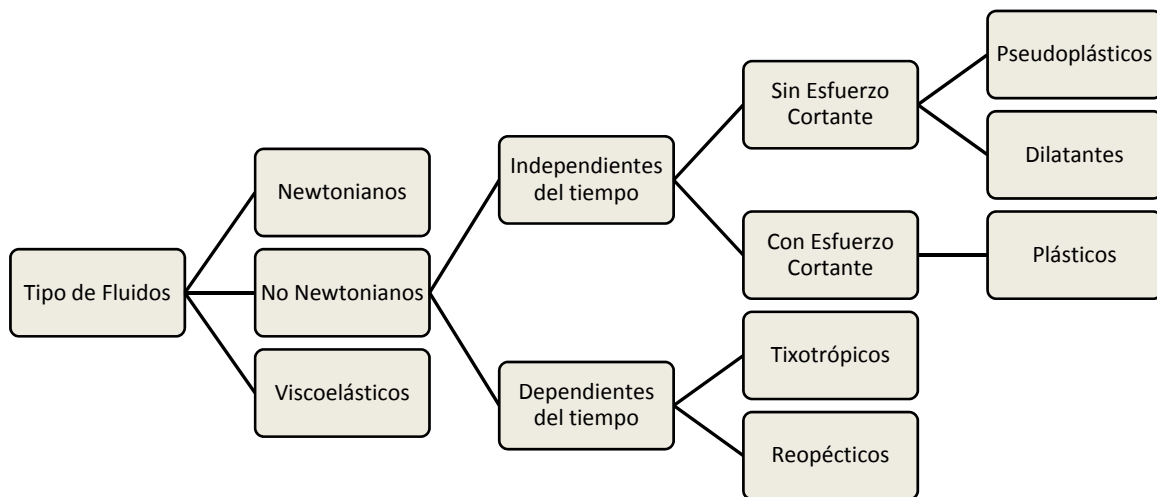 Tipo de Fluidos
Newtonianos
No Newtonianos
Viscoelásticos
Independientes
del tiempo
Dependientes
del tiempo
Sin Esfuerzo
Cortante
Con Esfuerzo
Cortante
Tixotrópicos
Reopécticos
Pseudoplásticos
Dilatantes
Plásticos